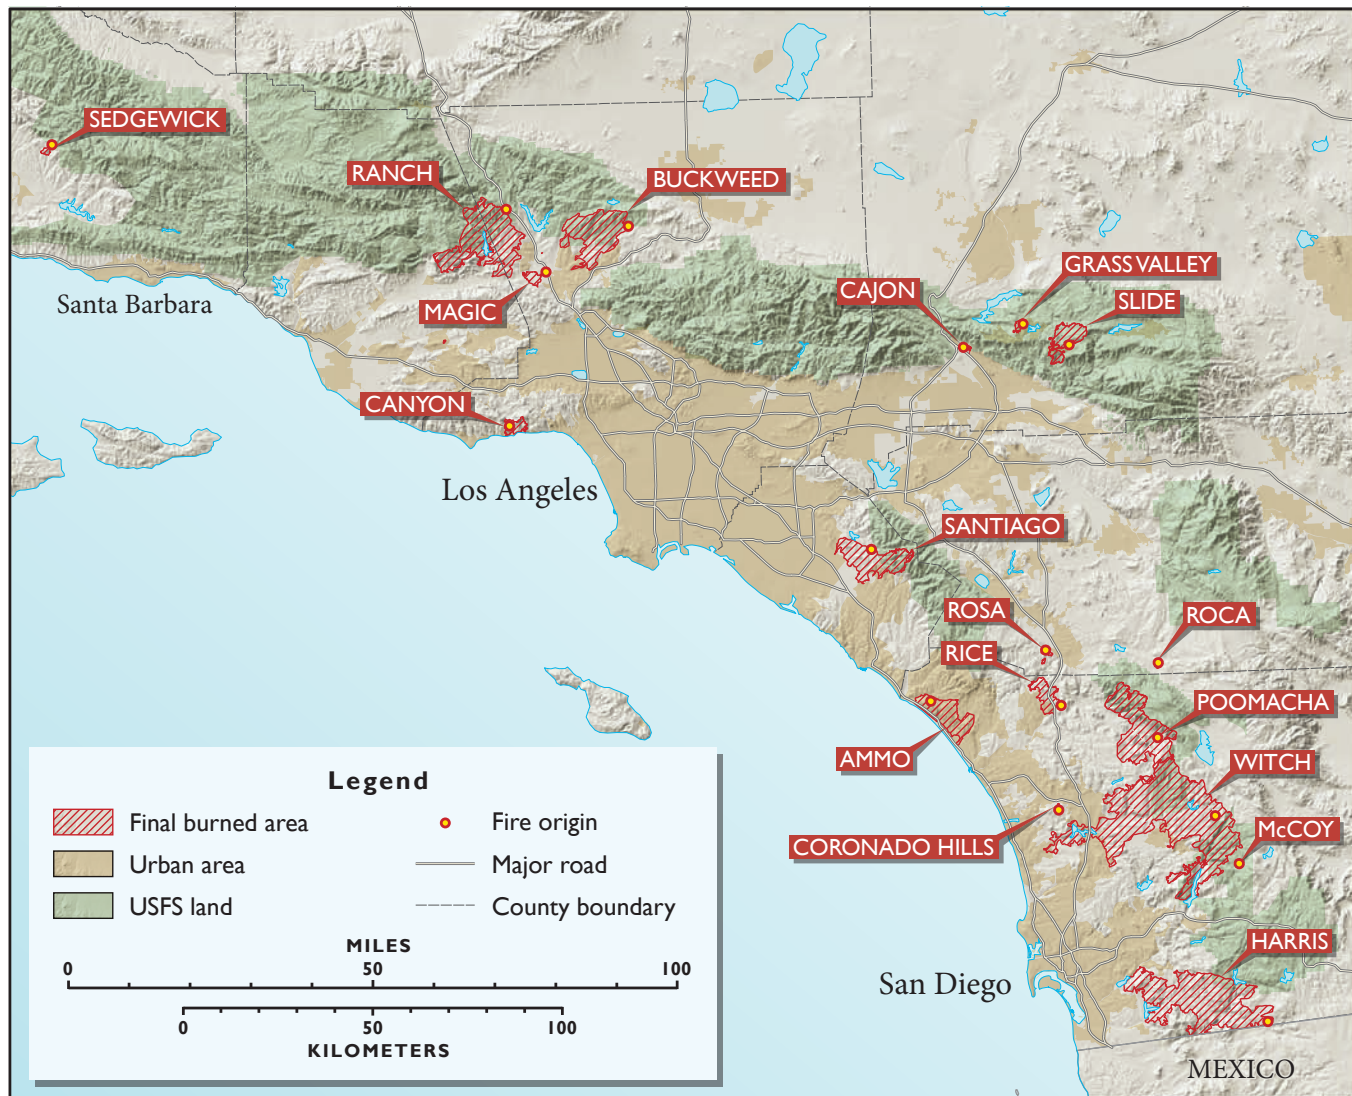 SEDGEWICK
RANCH
BUCKWEED
GRASS VALLEY
CAJON
SLIDE
Santa Barbara
MAGIC
CANYON
Los Angeles
SANTIAGO
ROSA
ROCA
RICE
POOMACHA
AMMO
WITCH
McCOY
CORONADO HILLS
HARRIS
San Diego
MEXICO
Legend
Final burned area
Fire origin
Urban area
Major road
USFS land
County boundary
MILES
0 50 100
0 50 100
KILOMETERS